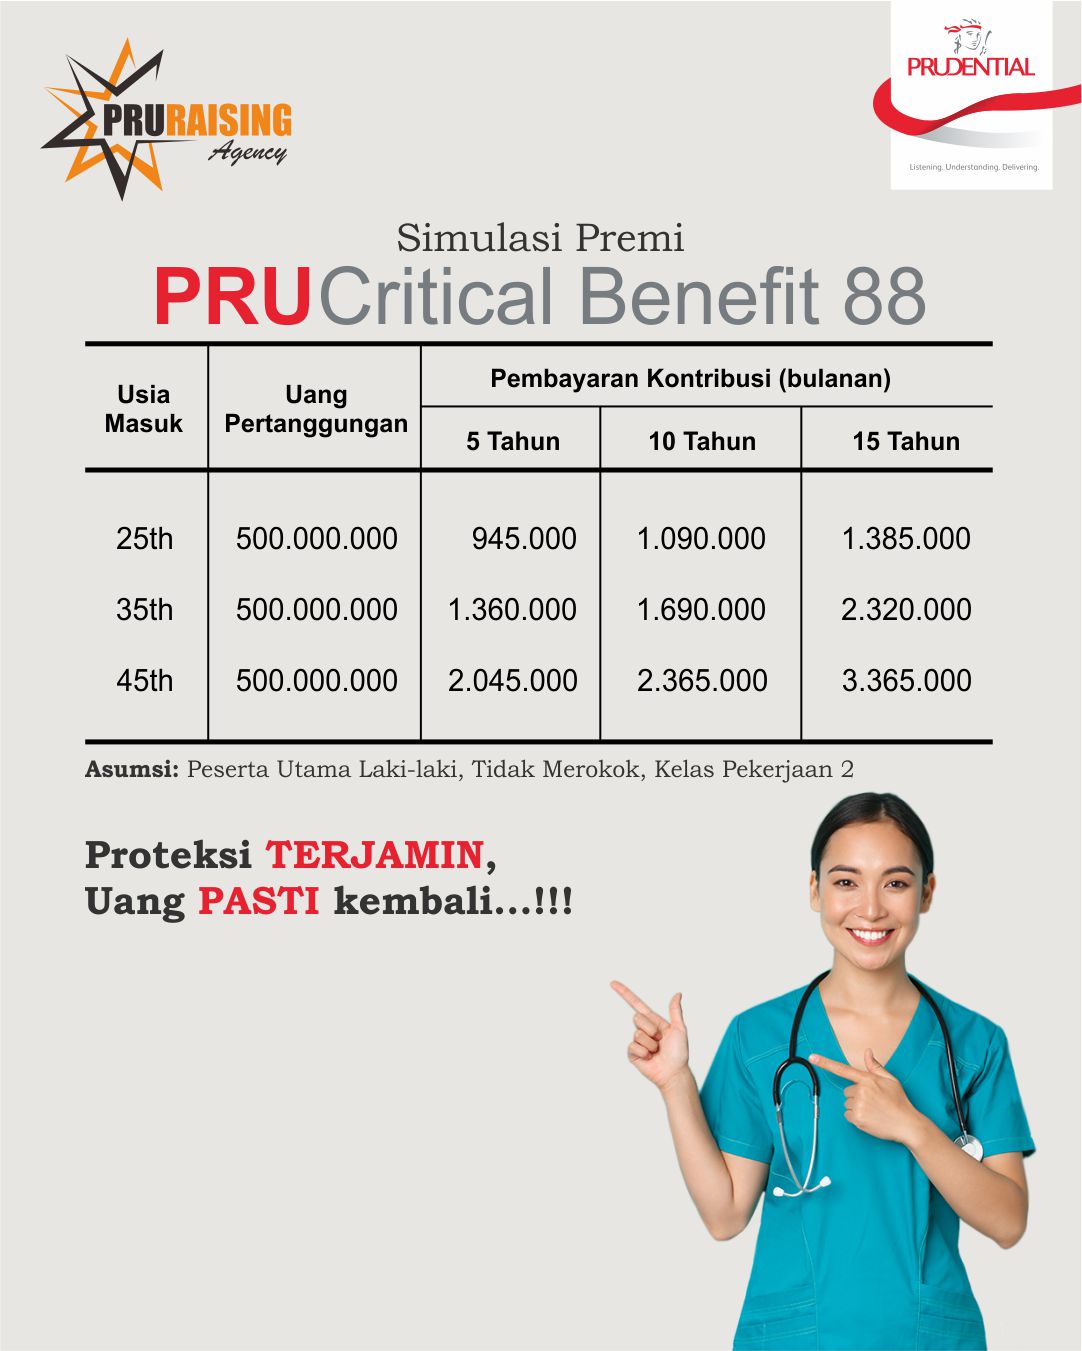 PRURAISING
Agency
PRUDENTIAL
Listening. Understanding. Delivering.
Simulasi Premi
PRUCritical Benefit 88
Usia Masuk
Uang Pertanggungan
Pembayaran Kontribusi (bulanan)
5 Tahun 10 Tahun 15 Tahun
25th 500.000.000 945.000 1.090.000 1.385.000
35th 500.000.000 1.360.000 1.690.000 2.320.000
45th 500.000.000 2.045.000 2.365.000 3.365.000
Asumsi: Peserta Utama Laki-laki, Tidak Merokok, Kelas Pekerjaan 2
Proteksi TERJAMIN,
Uang PASTI kembali...!!!